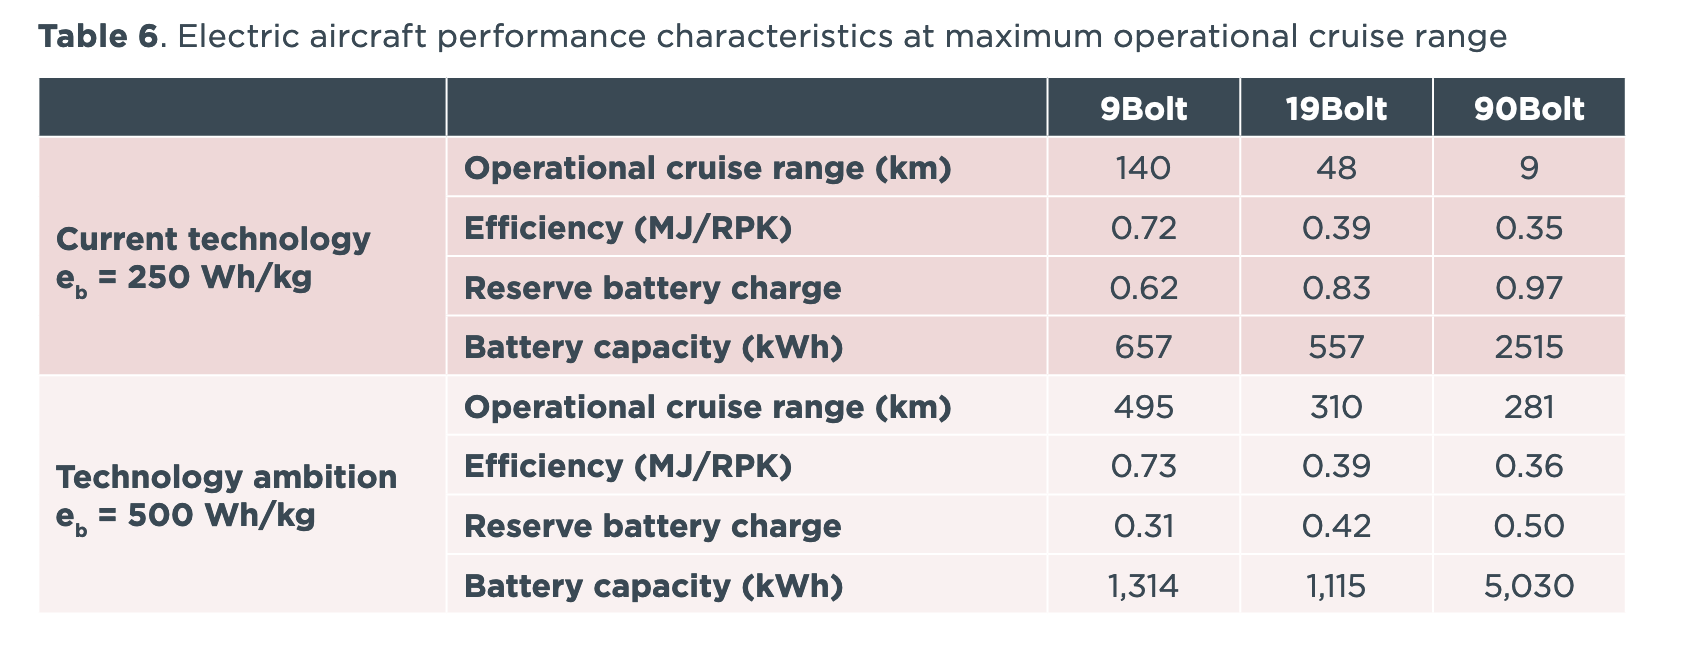 Table 6. Electric aircraft performance characteristics at maximum operational cruise range
9Bolt 19Bolt 90Bolt
Current technology
e_b = 250 Wh/kg
Operational cruise range (km) 140 48 9
Efficiency (MJ/RPK) 0.72 0.39 0.35
Reserve battery charge 0.62 0.83 0.97
Battery capacity (kWh) 657 557 2515
Technology ambition
e_b = 500 Wh/kg
Operational cruise range (km) 495 310 281
Efficiency (MJ/RPK) 0.73 0.39 0.36
Reserve battery charge 0.31 0.42 0.50
Battery capacity (kWh) 1,314 1,115 5,030